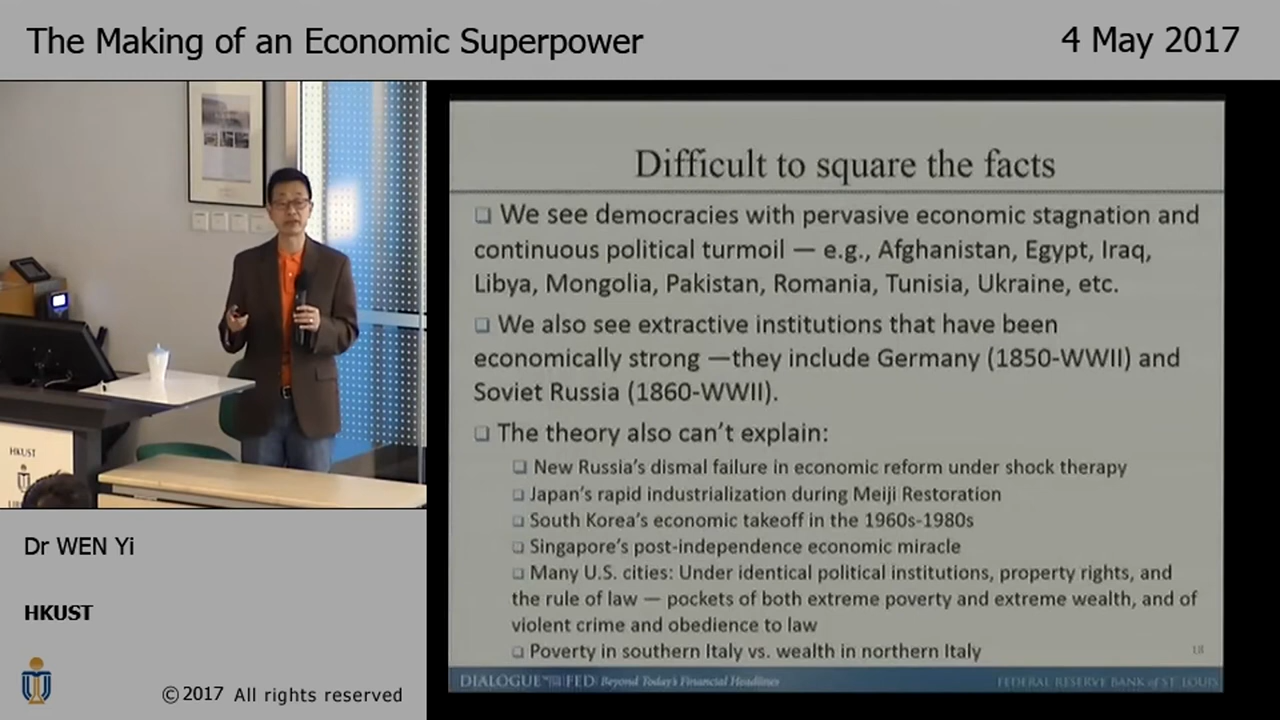 The Making of an Economic Superpower
4 May 2017
Difficult to square the facts
❑ We see democracies with pervasive economic stagnation and
continuous political turmoil — e.g., Afghanistan, Egypt, Iraq,
Libya, Mongolia, Pakistan, Romania, Tunisia, Ukraine, etc.
❑ We also see extractive institutions that have been
economically strong —they include Germany (1850-WWII) and
Soviet Russia (1860-WWII).
❑ The theory also can't explain:
❑ New Russia's dismal failure in economic reform under shock therapy
❑ Japan's rapid industrialization during Meiji Restoration
❑ South Korea's economic takeoff in the 1960s-1980s
❑ Singapore's post-independence economic miracle
❑ Many U.S. cities: Under identical political institutions, property rights, and
the rule of law — pockets of both extreme poverty and extreme wealth, and of
violent crime and obedience to law
❑ Poverty in southern Italy vs. wealth in northern Italy
18
DIALOGUE WITH THE FED Beyond Today's Financial Headlines
FEDERAL RESERVE BANK of ST. LOUIS
HKUST
Dr WEN Yi
HKUST
©2017 All rights reserved